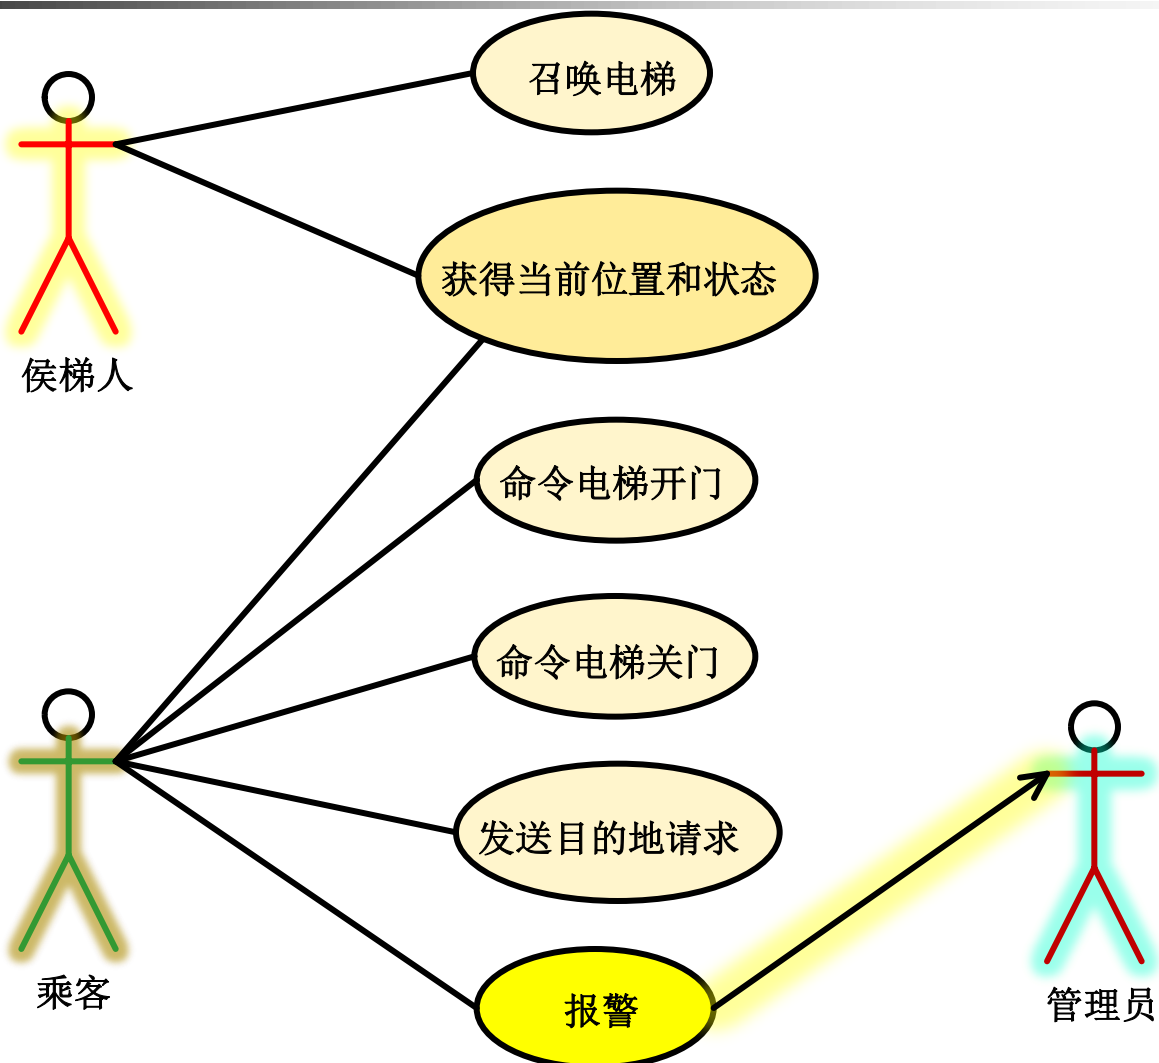 召唤电梯
获得当前位置和状态
侯梯人
命令电梯开门
命令电梯关门
发送目的地请求
乘客
报警
管理员